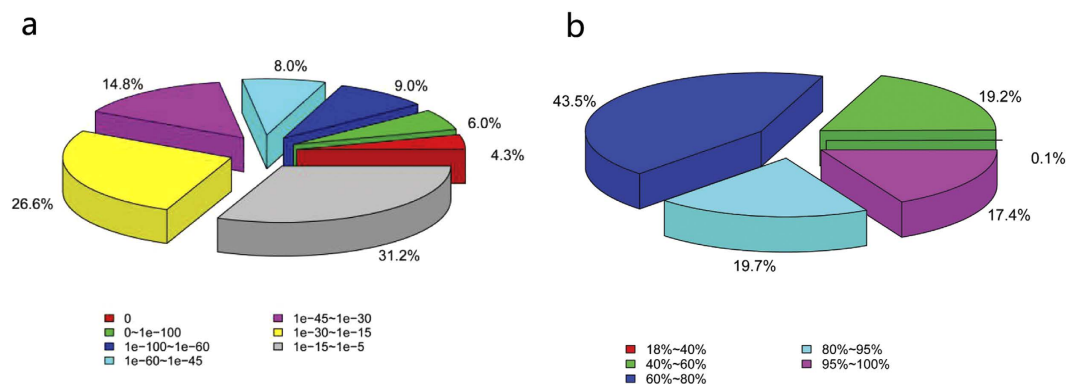 a
b
8.0%
14.8%
9.0%
6.0%
4.3%
26.6%
31.2%
43.5%
19.2%
0.1%
17.4%
19.7%
0
0~1e−100
1e−100~1e−60
1e−60~1e−45
1e−45~1e−30
1e−30~1e−15
1e−15~1e−5
18%~40%
40%~60%
60%~80%
80%~95%
95%~100%